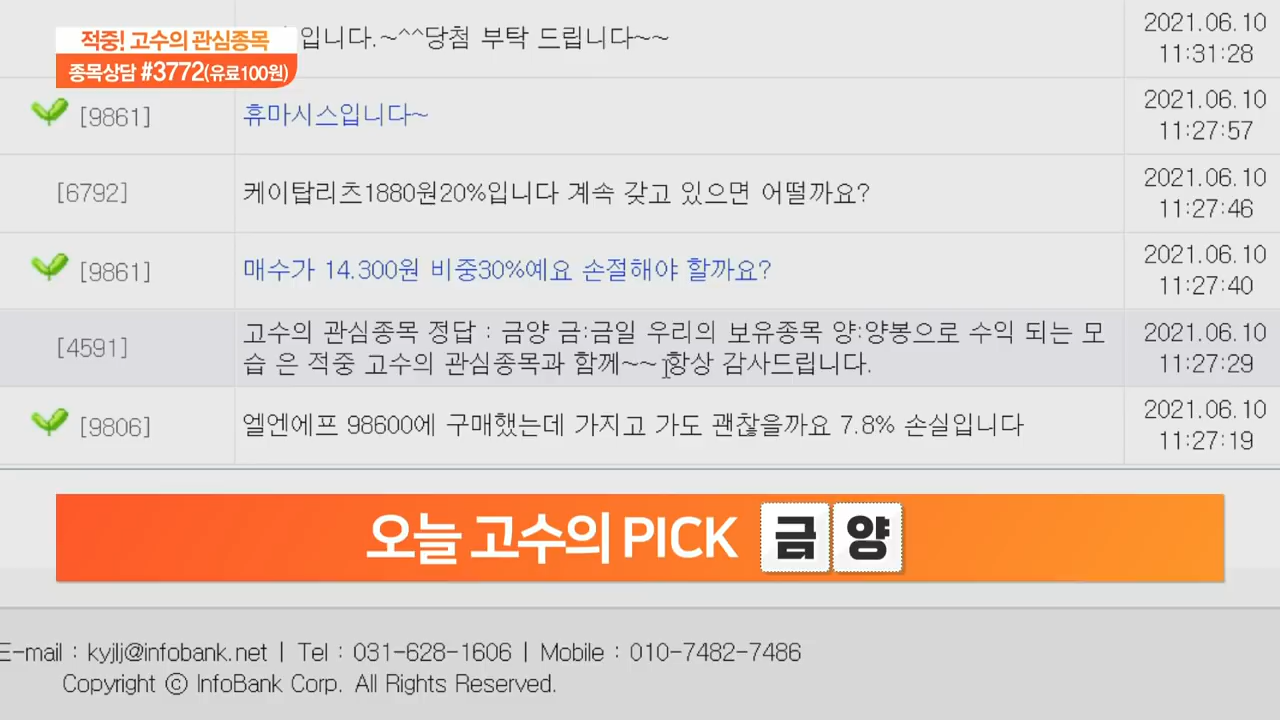 적중! 고수의 관심종목
종목상담 #3772(유료100원)
입니다.~^^당첨 부탁 드립니다~~
2021.06.10
11:31:28
[9861]
휴마시스입니다~
2021.06.10
11:27:57
[6792]
케이탑리츠1880원20%입니다 계속 갖고 있으면 어떨까요?
2021.06.10
11:27:46
[9861]
매수가 14.300원 비중30%예요 손절해야 할까요?
2021.06.10
11:27:40
[4591]
고수의 관심종목 정답 : 금양 금:금일 우리의 보유종목 양:양봉으로 수익 되는 모
습 은 적중 고수의 관심종목과 함께~~ 항상 감사드립니다.
2021.06.10
11:27:29
[9806]
엘엔에프 98600에 구매했는데 가지고 가도 괜찮을까요 7.8% 손실입니다
2021.06.10
11:27:19
오늘 고수의 PICK 금양
E-mail : kyjlj@infobank.net | Tel : 031-628-1606 | Mobile : 010-7482-7486
Copyright ⓒ InfoBank Corp. All Rights Reserved.